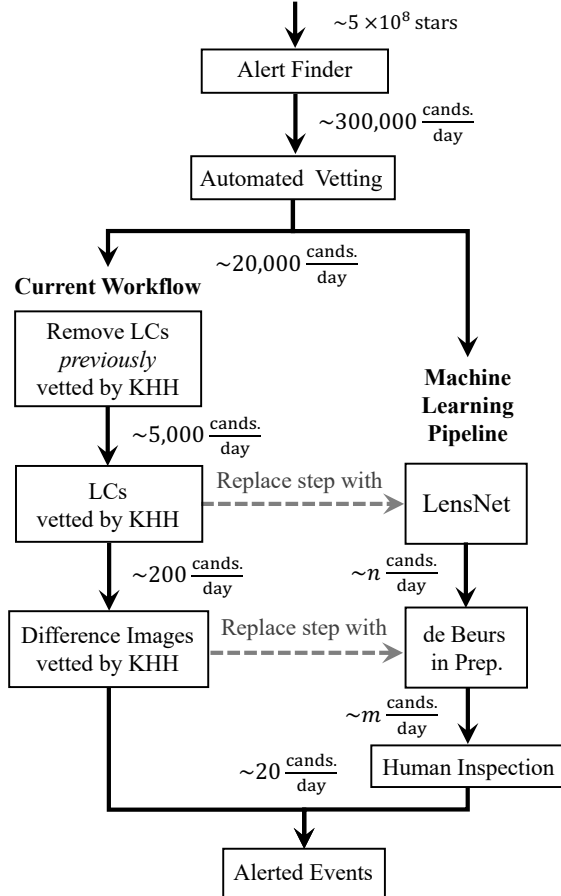 ~5 ×10⁸ stars
Alert Finder
~300,000 cands./day
Automated Vetting
~20,000 cands./day
Current Workflow
Remove LCs
previously
vetted by KHH
~5,000 cands./day
LCs
vetted by KHH
~200 cands./day
Difference Images
vetted by KHH
Replace step with
Replace step with
Machine
Learning
Pipeline
LensNet
~n cands./day
de Beurs
in Prep.
~m cands./day
Human Inspection
~20 cands./day
Alerted Events